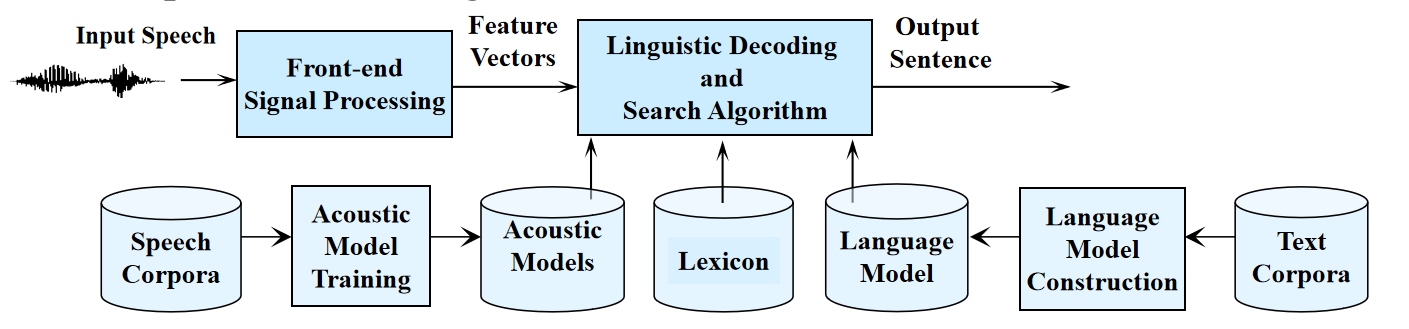 Input Speech
Front-end
Signal Processing
Feature
Vectors
Linguistic Decoding
and
Search Algorithm
Output
Sentence
Speech
Corpora
Acoustic
Model
Training
Acoustic
Models
Lexicon
Language
Model
Language
Model
Construction
Text
Corpora